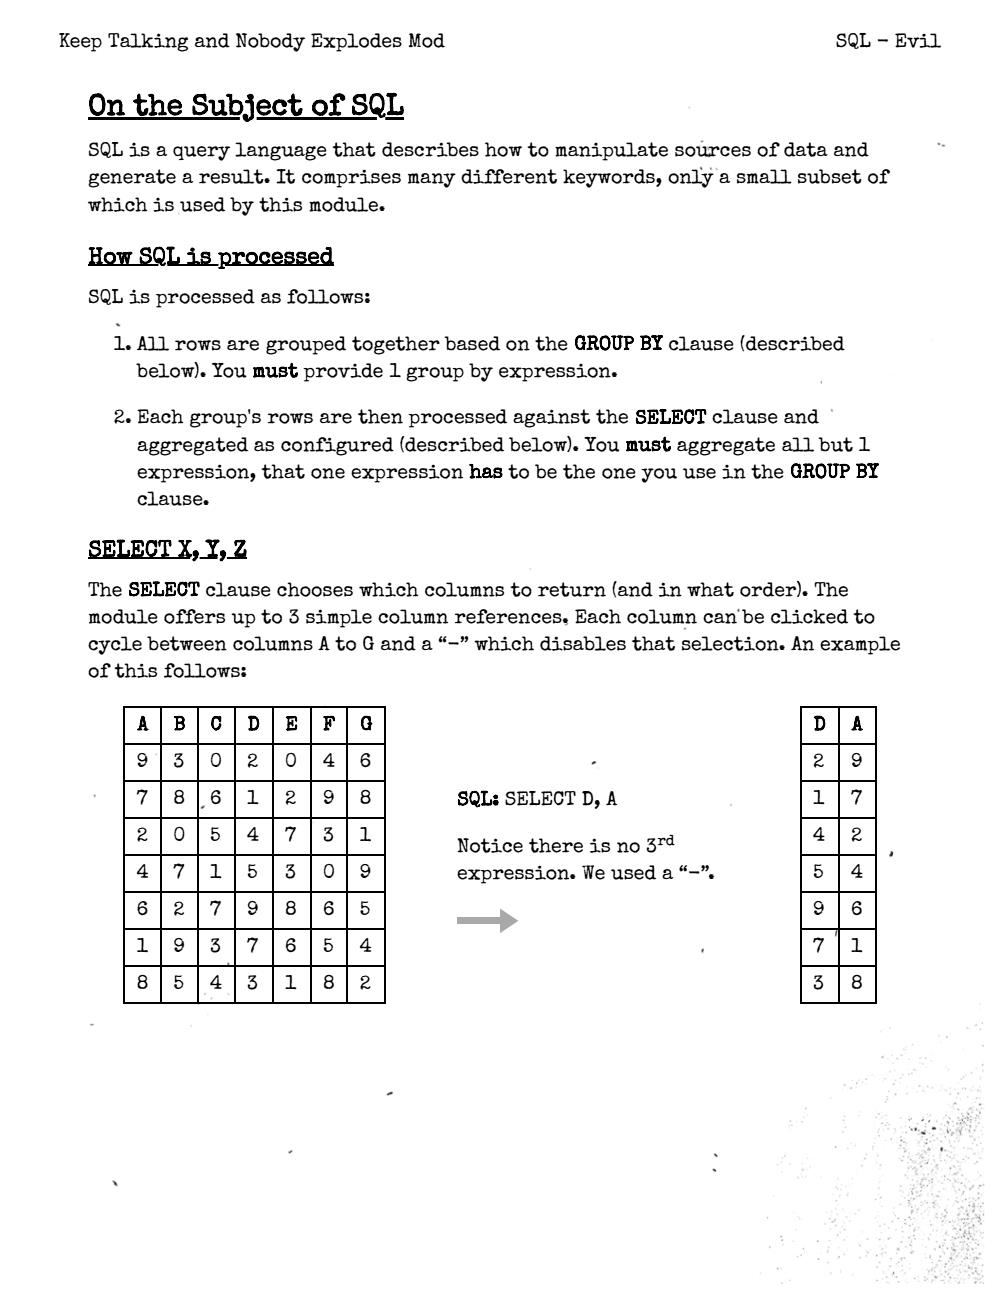 Keep Talking and Nobody Explodes Mod SQL – Evil
On the Subject of SQL
SQL is a query language that describes how to manipulate sources of data and
generate a result. It comprises many different keywords, only a small subset of
which is used by this module.
How SQL is processed
SQL is processed as follows:
1. All rows are grouped together based on the GROUP BY clause (described
below). You must provide 1 group by expression.
2. Each group's rows are then processed against the SELECT clause and
aggregated as configured (described below). You must aggregate all but 1
expression, that one expression has to be the one you use in the GROUP BY
clause.
SELECT X, Y, Z
The SELECT clause chooses which columns to return (and in what order). The
module offers up to 3 simple column references. Each column can be clicked to
cycle between columns A to G and a “-” which disables that selection. An example
of this follows:
A B C D E F G
9 3 0 2 0 4 6
7 8 6 1 2 9 8
2 0 5 4 7 3 1
4 7 1 5 3 0 9
6 2 7 9 8 6 5
1 9 3 7 6 5 4
8 5 4 3 1 8 2
SQL: SELECT D, A
Notice there is no 3rd
expression. We used a “-”.
D A
2 9
1 7
4 2
5 4
9 6
7 1
3 8